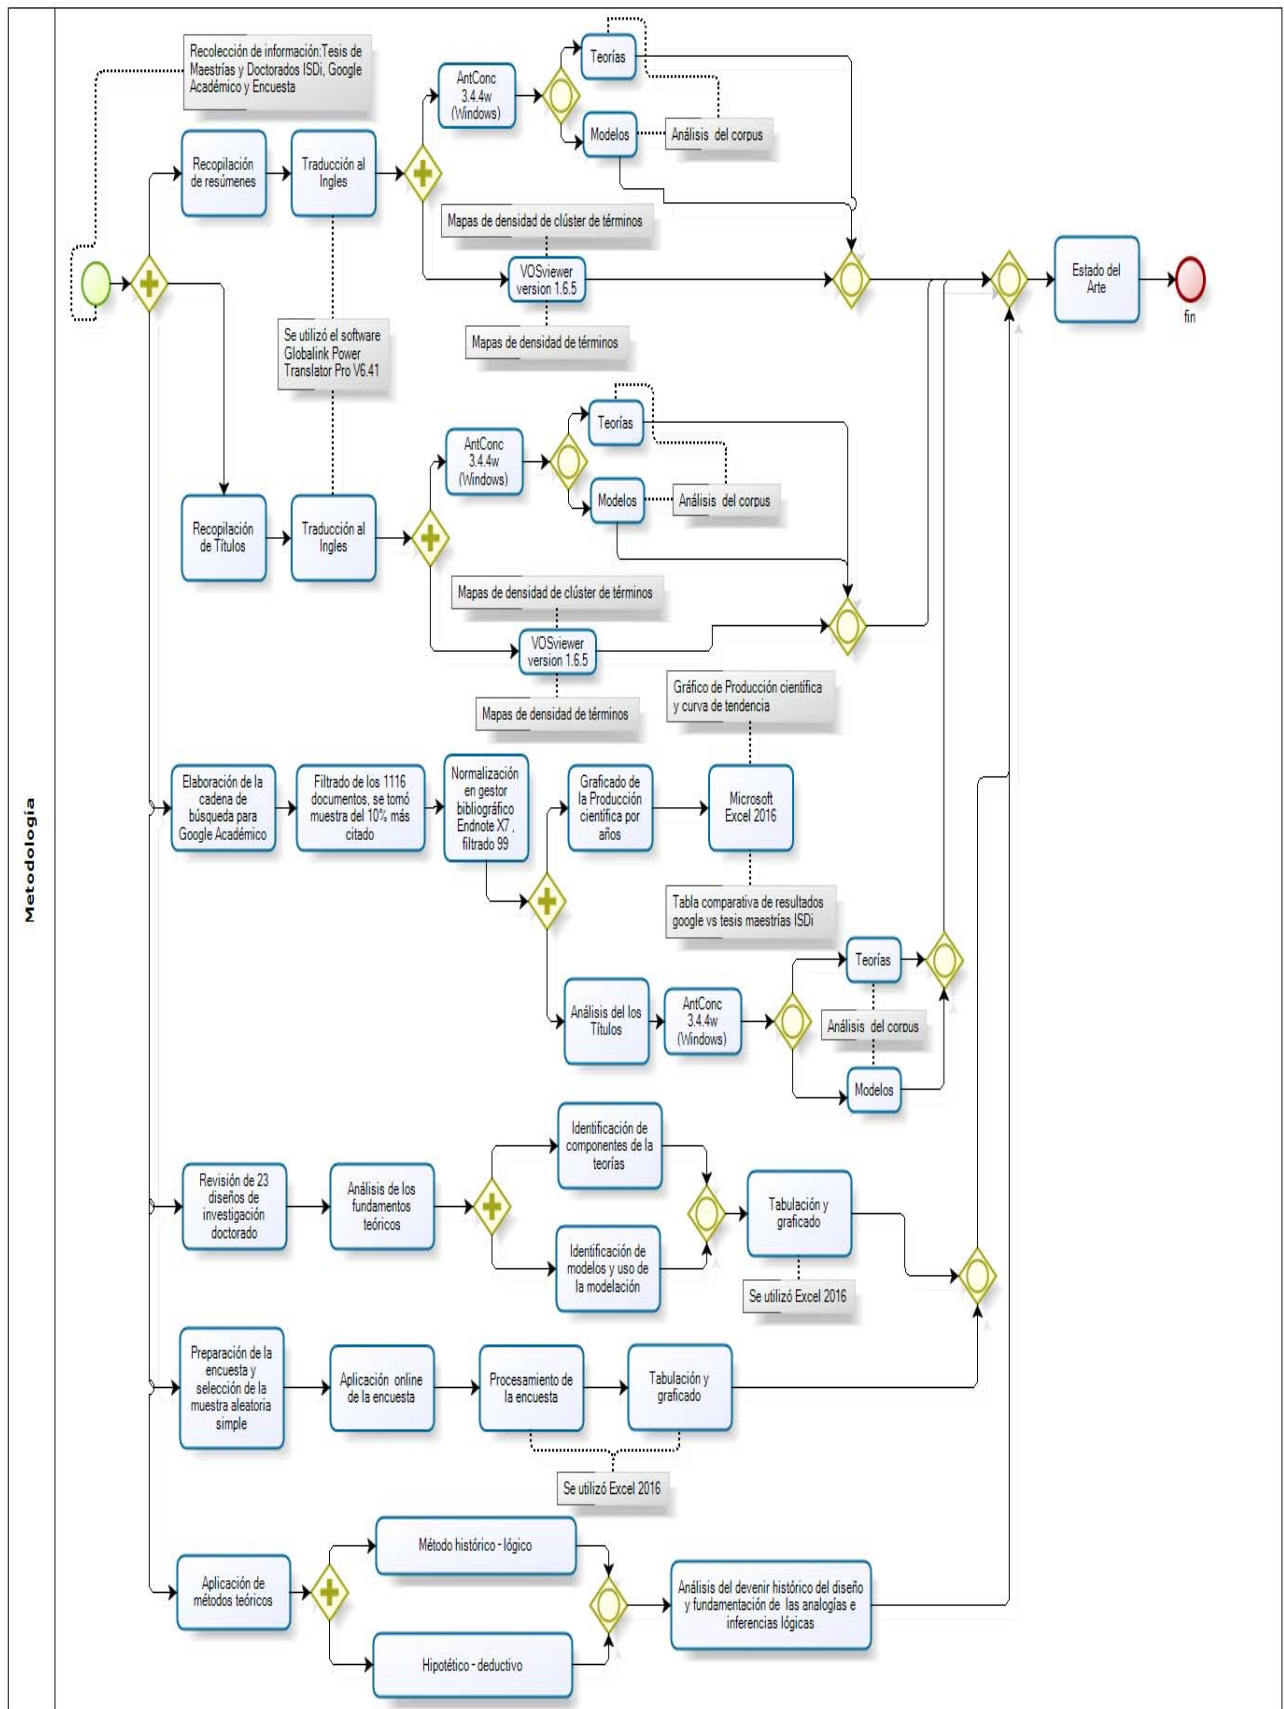 Metodología
Recolección de información:Tesis de
Maestrías y Doctorados ISDi, Google
Académico y Encuesta
Recopilación
de resúmenes
Traducción al
Ingles
AntConc
3.4.4w
(Windows)
Teorías
Modelos
Análisis del corpus
Mapas de densidad de clúster de términos
VOSviewer
version 1.6.5
Mapas de densidad de términos
Estado del
Arte
fin
Se utilizó el software
Globalink Power
Translator Pro V6.41
Recopilación
de Títulos
Traducción al
Ingles
AntConc
3.4.4w
(Windows)
Teorías
Modelos
Análisis del corpus
Mapas de densidad de clúster de términos
VOSviewer
version 1.6.5
Mapas de densidad de términos
Elaboración de la
cadena de
búsqueda para
Google Académico
Filtrado de los 1116
documentos, se tomó
muestra del 10% más
citado
Normalización
en gestor
bibliográfico
Endnote X7 ,
filtrado 99
Graficado de
la Producción
científica por
años
Gráfico de Producción científica
y curva de tendencia
Microsoft
Excel 2016
Tabla comparativa de resultados
google vs tesis maestrías ISDi
Análisis del los
Títulos
AntConc
3.4.4w
(Windows)
Teorías
Análisis del corpus
Modelos
Revisión de 23
diseños de
investigación
doctorado
Análisis de los
fundamentos
teóricos
Identificación de
componentes de la
teorías
Identificación de
modelos y uso de
la modelación
Tabulación y
graficado
Se utilizó Excel 2016
Preparación de la
encuesta y
selección de la
muestra aleatoria
simple
Aplicación online
de la encuesta
Procesamiento de
la encuesta
Tabulación y
graficado
Se utilizó Excel 2016
Aplicación de
métodos teóricos
Método histórico - lógico
Hipotético - deductivo
Análisis del devenir histórico del diseño
y fundamentación de las analogías e
inferencias lógicas